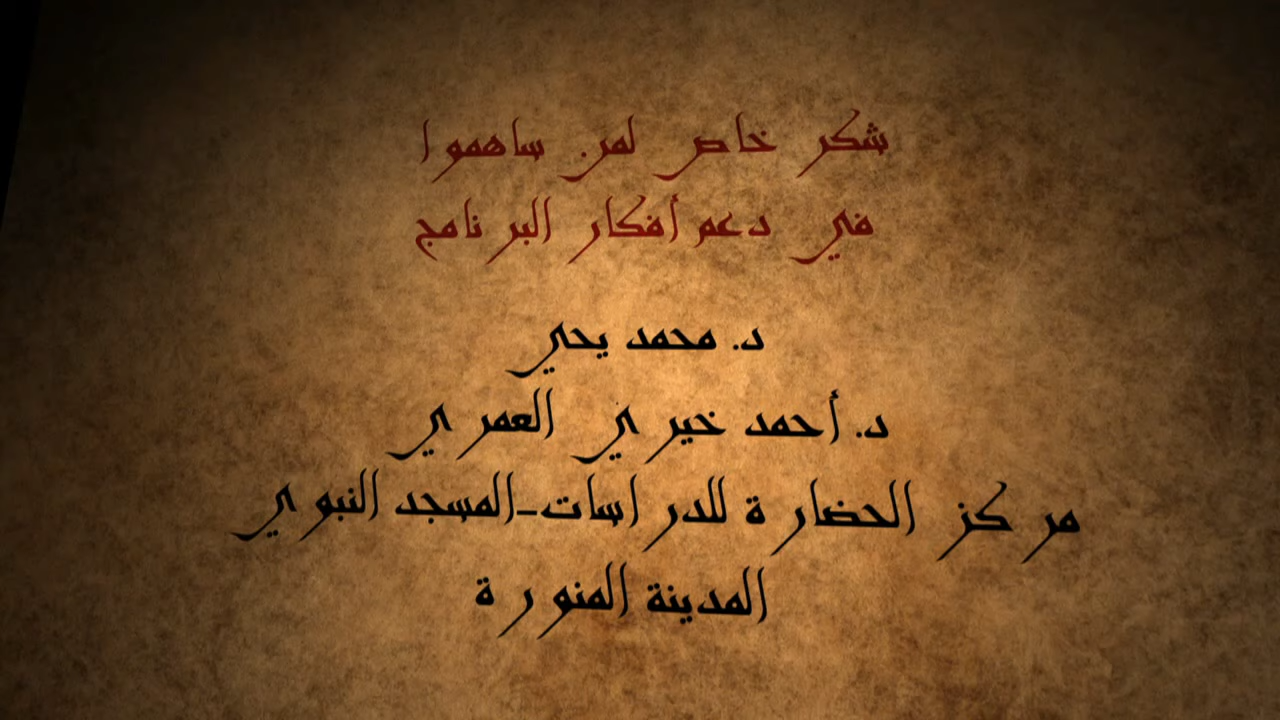 شكر خاص لمن ساهموا
في دعم أفكار البرنامج
د. محمد يحي
د. أحمد خيري العمري
مركز الحضارة للدراسات-المسجد النبوي
المدينة المنورة